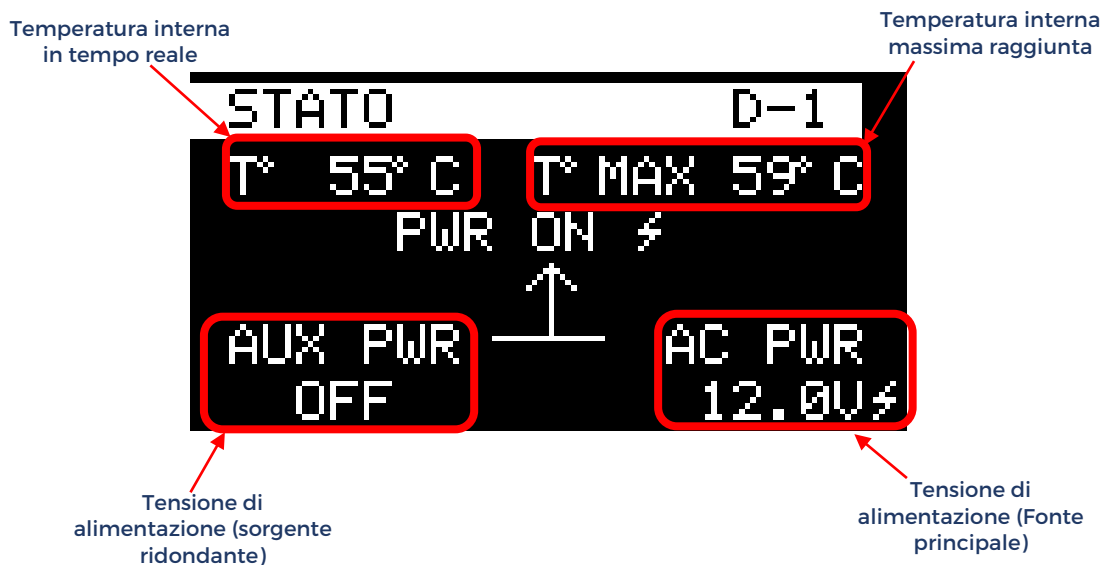 Temperatura interna
in tempo reale
Temperatura interna
massima raggiunta
STATO D-1
T° 55° C T° MAX 59° C
PWR ON
AUX PWR AC PWR
OFF 12.0V
Tensione di
alimentazione (sorgente
ridondante)
Tensione di
alimentazione (Fonte
principale)